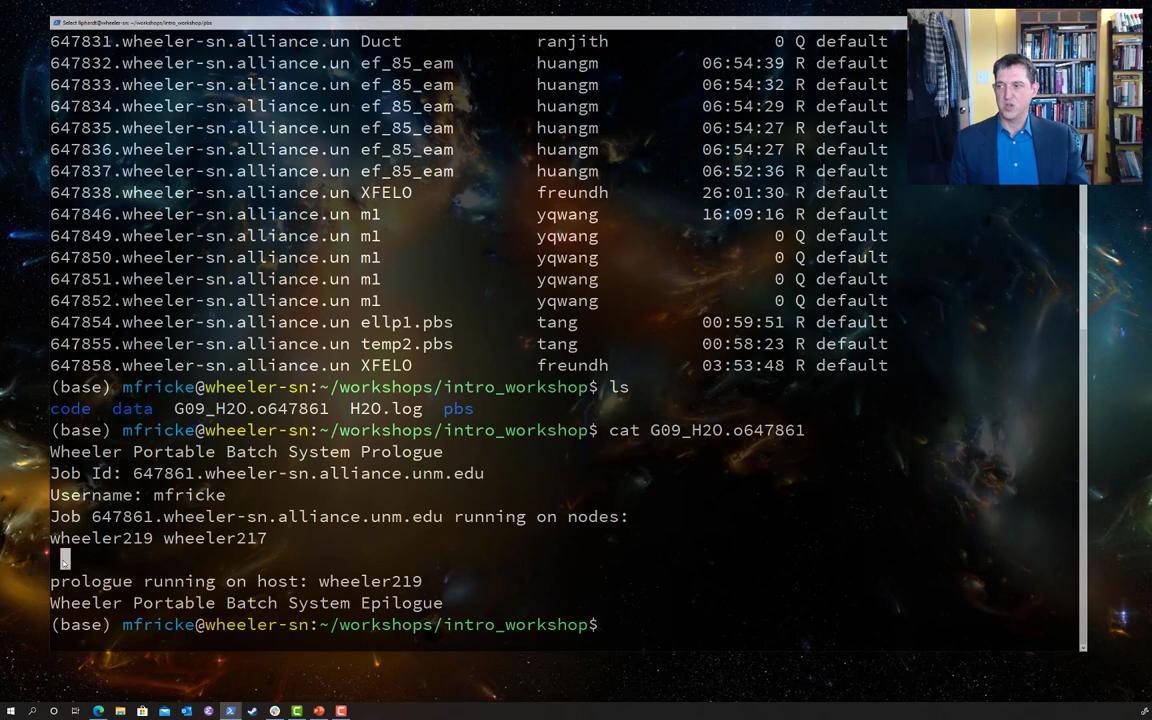 Select liphardt@wheeler-sn: ~/workshops/intro_workshop/pbs
647831.wheeler-sn.alliance.un Duct ranjith 0 Q default
647832.wheeler-sn.alliance.un ef_85_eam huangm 06:54:39 R default
647833.wheeler-sn.alliance.un ef_85_eam huangm 06:54:32 R default
647834.wheeler-sn.alliance.un ef_85_eam huangm 06:54:29 R default
647835.wheeler-sn.alliance.un ef_85_eam huangm 06:54:27 R default
647836.wheeler-sn.alliance.un ef_85_eam huangm 06:54:27 R default
647837.wheeler-sn.alliance.un ef_85_eam huangm 06:52:36 R default
647838.wheeler-sn.alliance.un XFELO freundh 26:01:30 R default
647846.wheeler-sn.alliance.un m1 yqwang 16:09:16 R default
647849.wheeler-sn.alliance.un m1 yqwang 0 Q default
647850.wheeler-sn.alliance.un m1 yqwang 0 Q default
647851.wheeler-sn.alliance.un m1 yqwang 0 Q default
647852.wheeler-sn.alliance.un m1 yqwang 0 Q default
647854.wheeler-sn.alliance.un ellp1.pbs tang 00:59:51 R default
647855.wheeler-sn.alliance.un temp2.pbs tang 00:58:23 R default
647858.wheeler-sn.alliance.un XFELO freundh 03:53:48 R default
(base) mfricke@wheeler-sn:~/workshops/intro_workshop$ ls
code data G09_H2O.o647861 H2O.log pbs
(base) mfricke@wheeler-sn:~/workshops/intro_workshop$ cat G09_H2O.o647861
Wheeler Portable Batch System Prologue
Job Id: 647861.wheeler-sn.alliance.unm.edu
Username: mfricke
Job 647861.wheeler-sn.alliance.unm.edu running on nodes:
wheeler219 wheeler217
prologue running on host: wheeler219
Wheeler Portable Batch System Epilogue
(base) mfricke@wheeler-sn:~/workshops/intro_workshop$